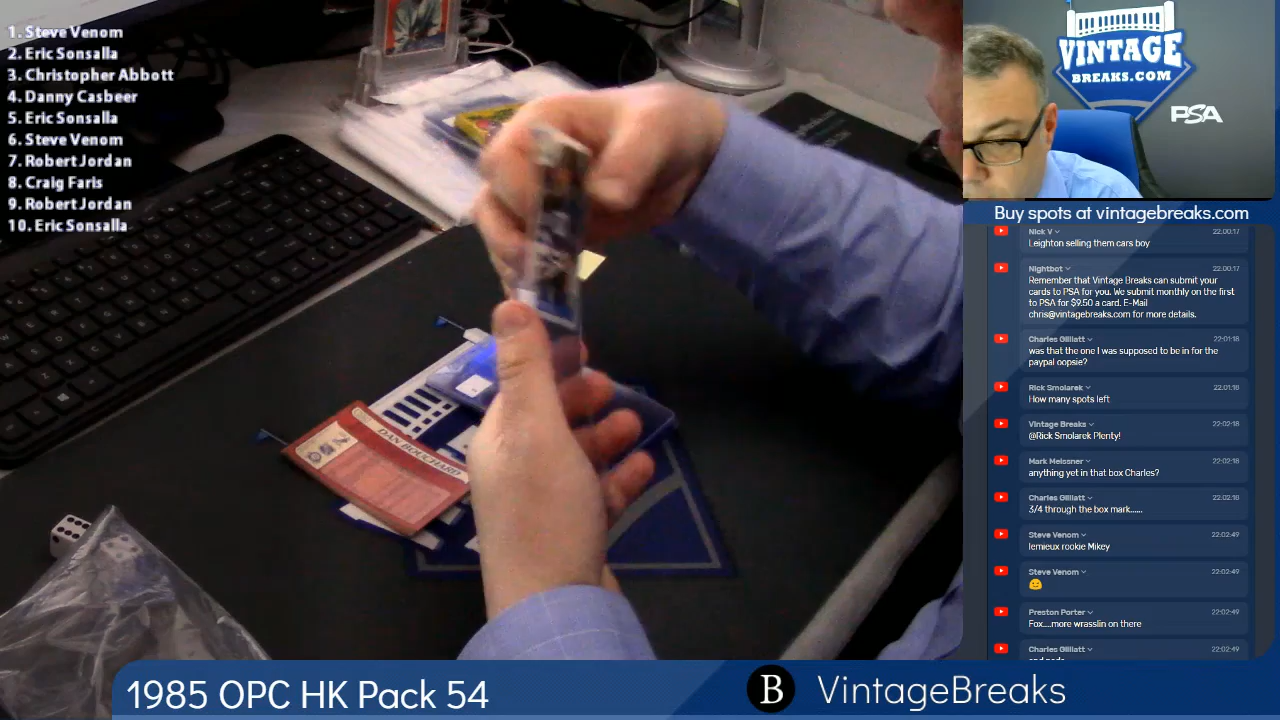 1. Steve Venom
2. Eric Sonsalla
3. Christopher Abbott
4. Danny Casbeer
5. Eric Sonsalla
6. Steve Venom
7. Robert Jordan
8. Craig Faris
9. Robert Jordan
10. Eric Sonsalla
DAN BOUCHARD
VINTAGE
BREAKS.COM
PSA
Buy spots at vintagebreaks.com
Nick V 22:00:17
Leighton selling them cars boy
Nightbot 22:00:17
Remember that Vintage Breaks can submit your
cards to PSA for you. We submit monthly on the first
to PSA for $9.50 a card. E-Mail
chris@vintagebreaks.com for more details.
Charles Gilliatt 22:01:18
was that the one I was supposed to be in for the
paypal oopsie?
Rick Smolarek 22:01:18
How many spots left
Vintage Breaks 22:02:18
@Rick Smolarek Plenty!
Mark Meissner 22:02:18
anything yet in that box Charles?
Charles Gilliatt 22:02:18
3/4 through the box mark......
Steve Venom 22:02:49
lemieux rookie Mikey
Steve Venom 22:02:49
Preston Porter 22:02:49
Fox....more wrasslin on there
Charles Gilliatt 22:02:49
1985 OPC HK Pack 54
B VintageBreaks